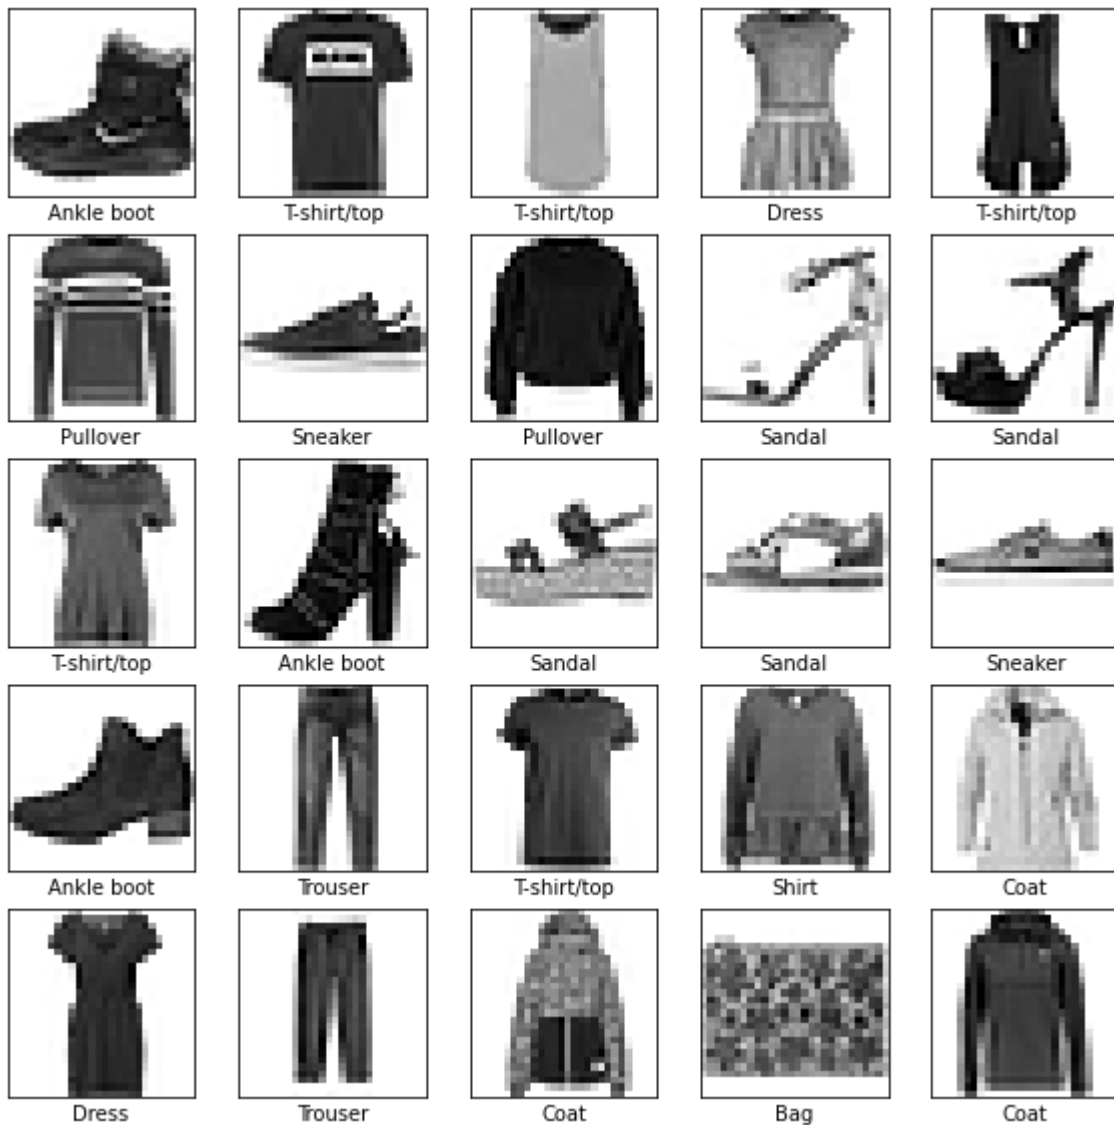 Ankle boot T-shirt/top T-shirt/top Dress T-shirt/top
Pullover Sneaker Pullover Sandal Sandal
T-shirt/top Ankle boot Sandal Sandal Sneaker
Ankle boot Trouser T-shirt/top Shirt Coat
Dress Trouser Coat Bag Coat